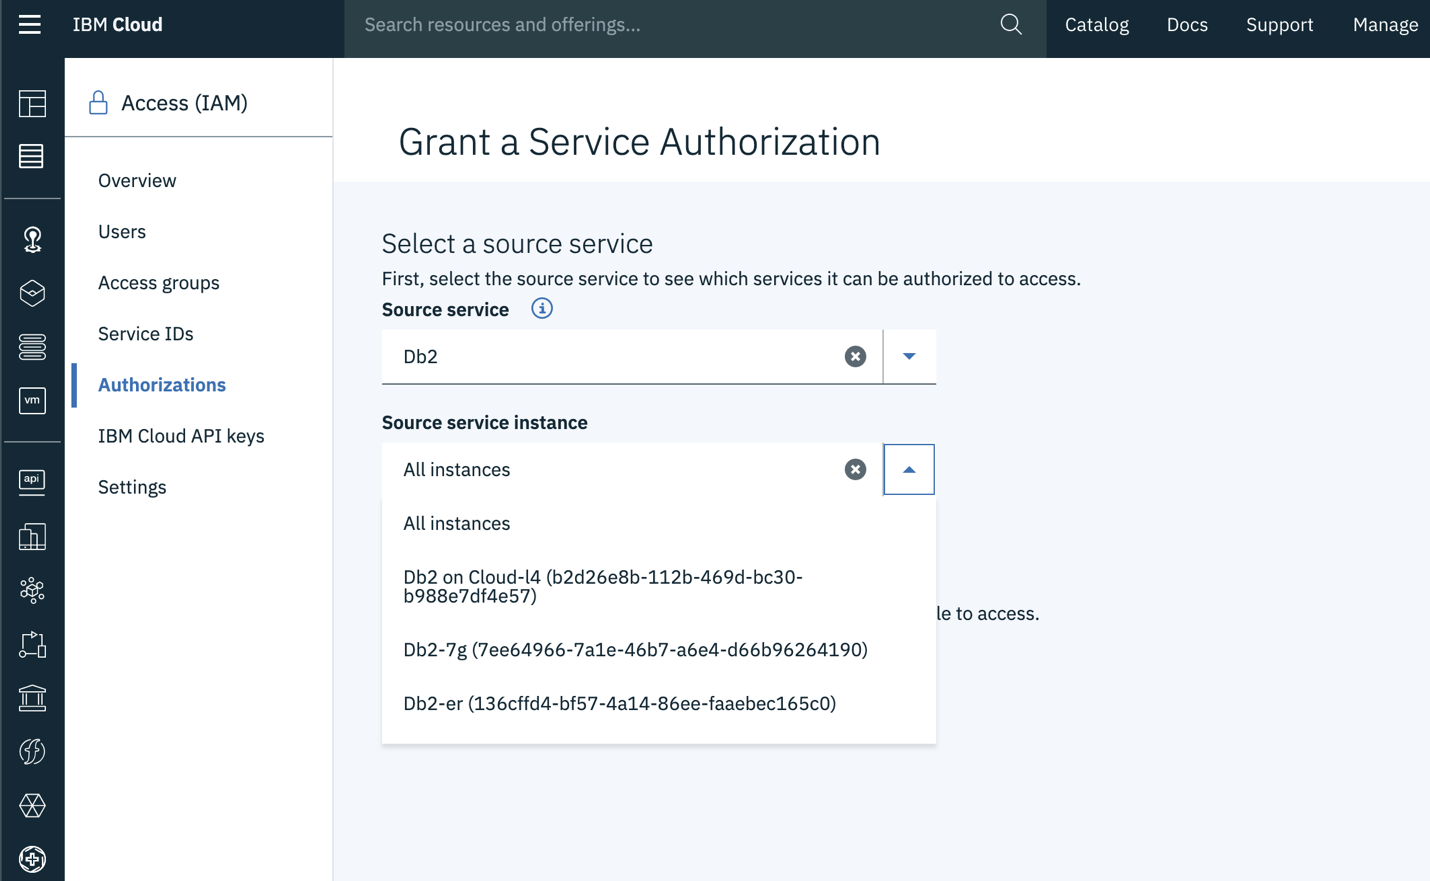 IBM Cloud
Search resources and offerings...
Catalog
Docs
Support
Manage
Access (IAM)
Overview
Users
Access groups
Service IDs
Authorizations
IBM Cloud API keys
Settings
vm
api
Grant a Service Authorization
Select a source service
First, select the source service to see which services it can be authorized to access.
Source service
Db2
Source service instance
All instances
All instances
Db2 on Cloud-l4 (b2d26e8b-112b-469d-bc30-
b988e7df4e57)
le to access.
Db2-7g (7ee64966-7a1e-46b7-a6e4-d66b96264190)
Db2-er (136cffd4-bf57-4a14-86ee-faaebec165c0)